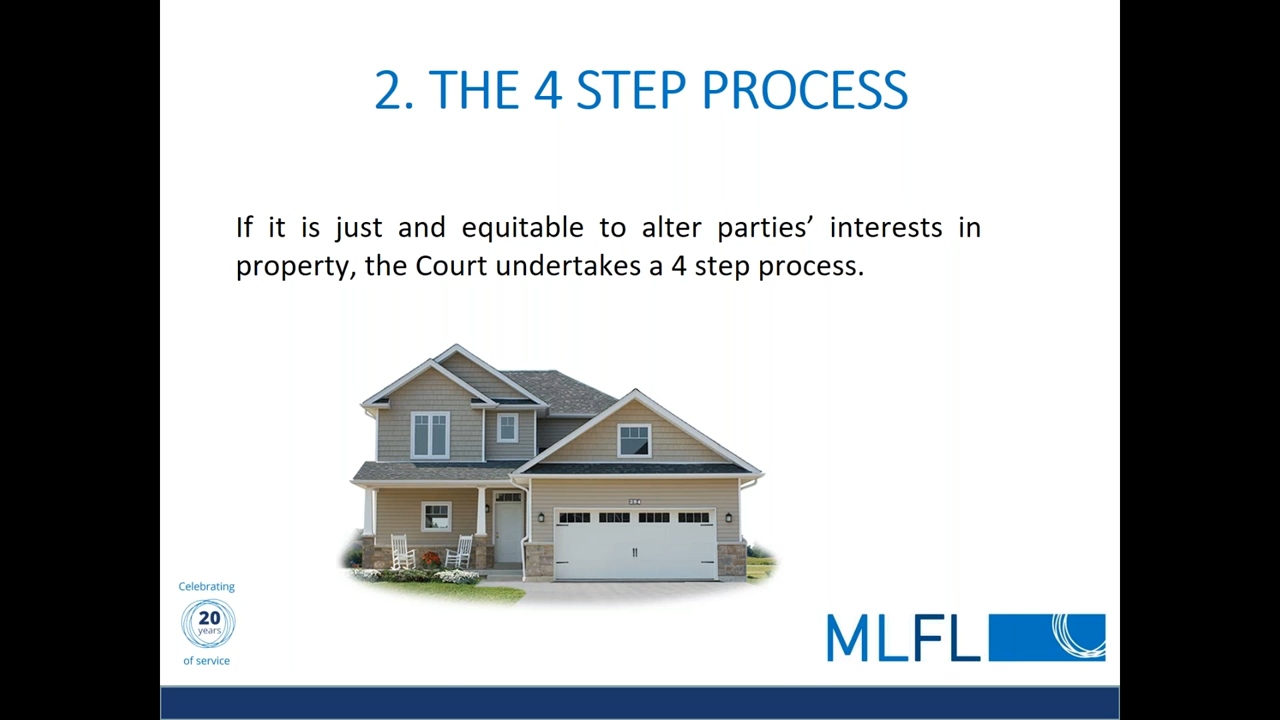 2. THE 4 STEP PROCESS
If it is just and equitable to alter parties’ interests in
property, the Court undertakes a 4 step process.
Celebrating
20
years
of service
MLFL